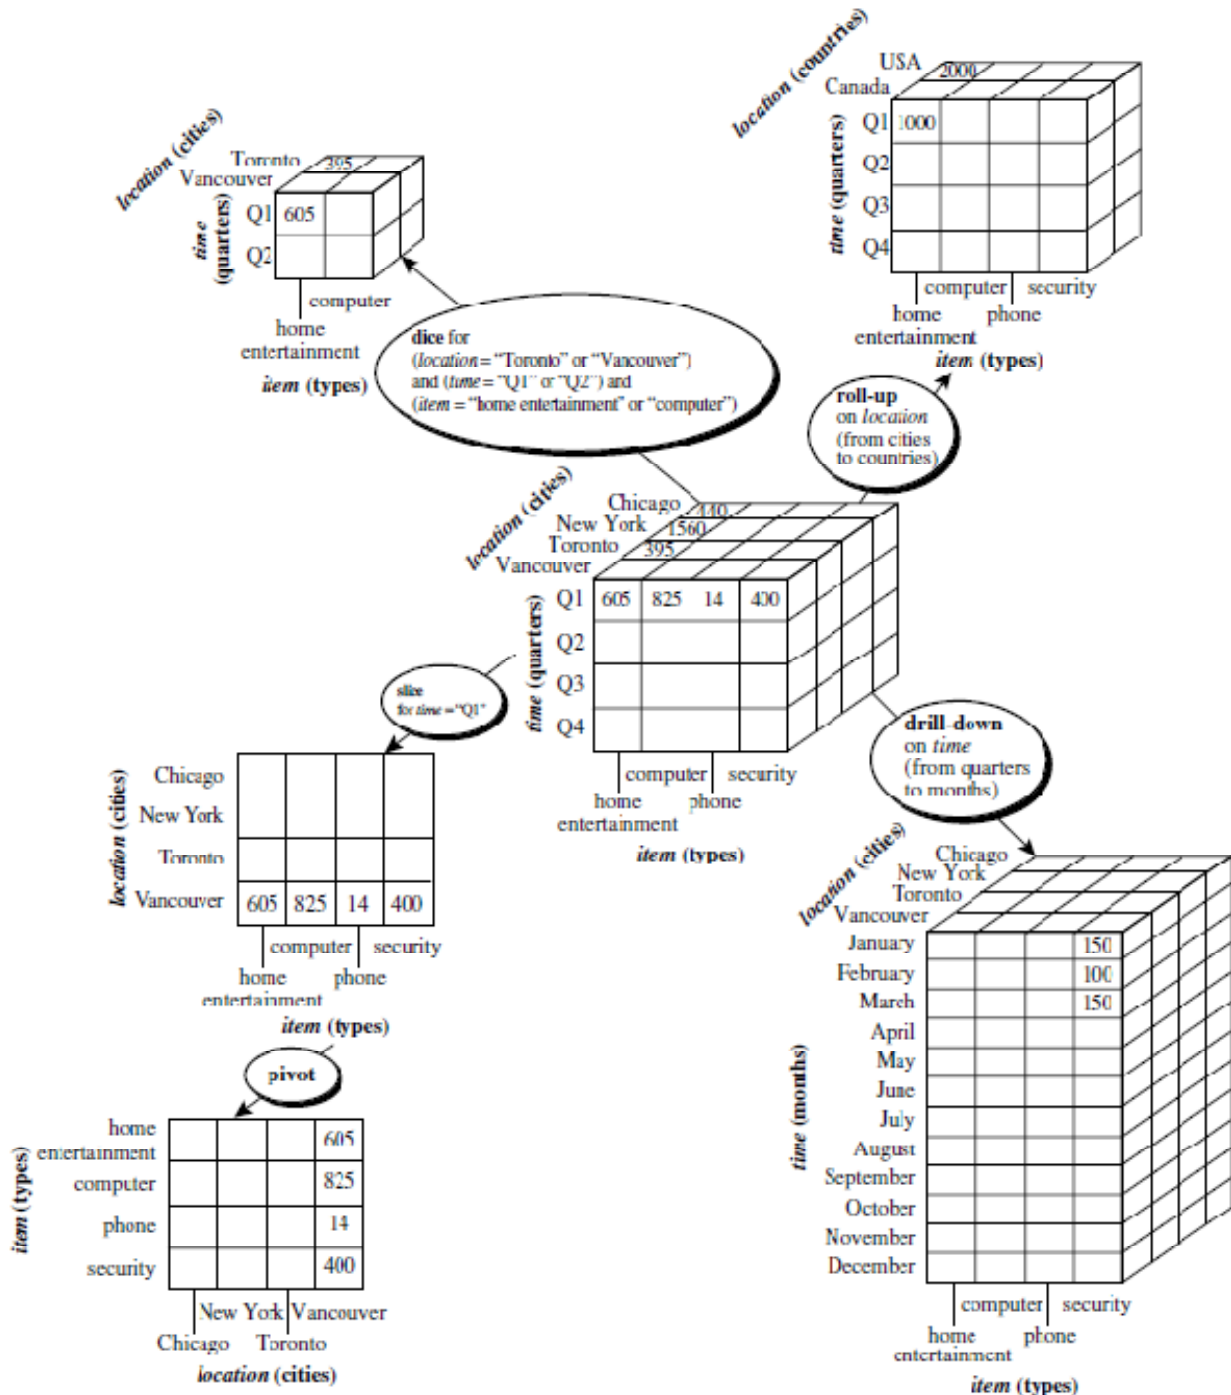 location (cities)
Toronto
395
Vancouver
time
(quarters)
Q1
605
Q2
computer
home
entertainment
item (types)
location (countries)
USA
2000
Canada
time (quarters)
Q1
1000
Q2
Q3
Q4
computer
security
home
phone
entertainment
item (types)
dice for
(location = “Toronto” or “Vancouver”)
and (time = “Q1” or “Q2”) and
(item = “home entertainment” or “computer”)
roll-up
on location
(from cities
to countries)
location (cities)
Chicago
440
New York
1560
Toronto
395
Vancouver
time (quarters)
Q1
605 825 14 400
Q2
Q3
Q4
computer
security
home
phone
entertainment
item (types)
slice
for time = “Q1”
drill-down
on time
(from quarters
to months)
location (cities)
Chicago
New York
Toronto
Vancouver
605 825 14 400
computer
security
home
phone
entertainment
item (types)
pivot
item (types)
home
entertainment
605
computer
825
phone
14
security
400
New York Vancouver
Chicago
Toronto
location (cities)
location (cities)
Chicago
New York
Toronto
Vancouver
time (months)
January
150
February
100
March
150
April
May
June
July
August
September
October
November
December
computer
security
home
phone
entertainment
item (types)